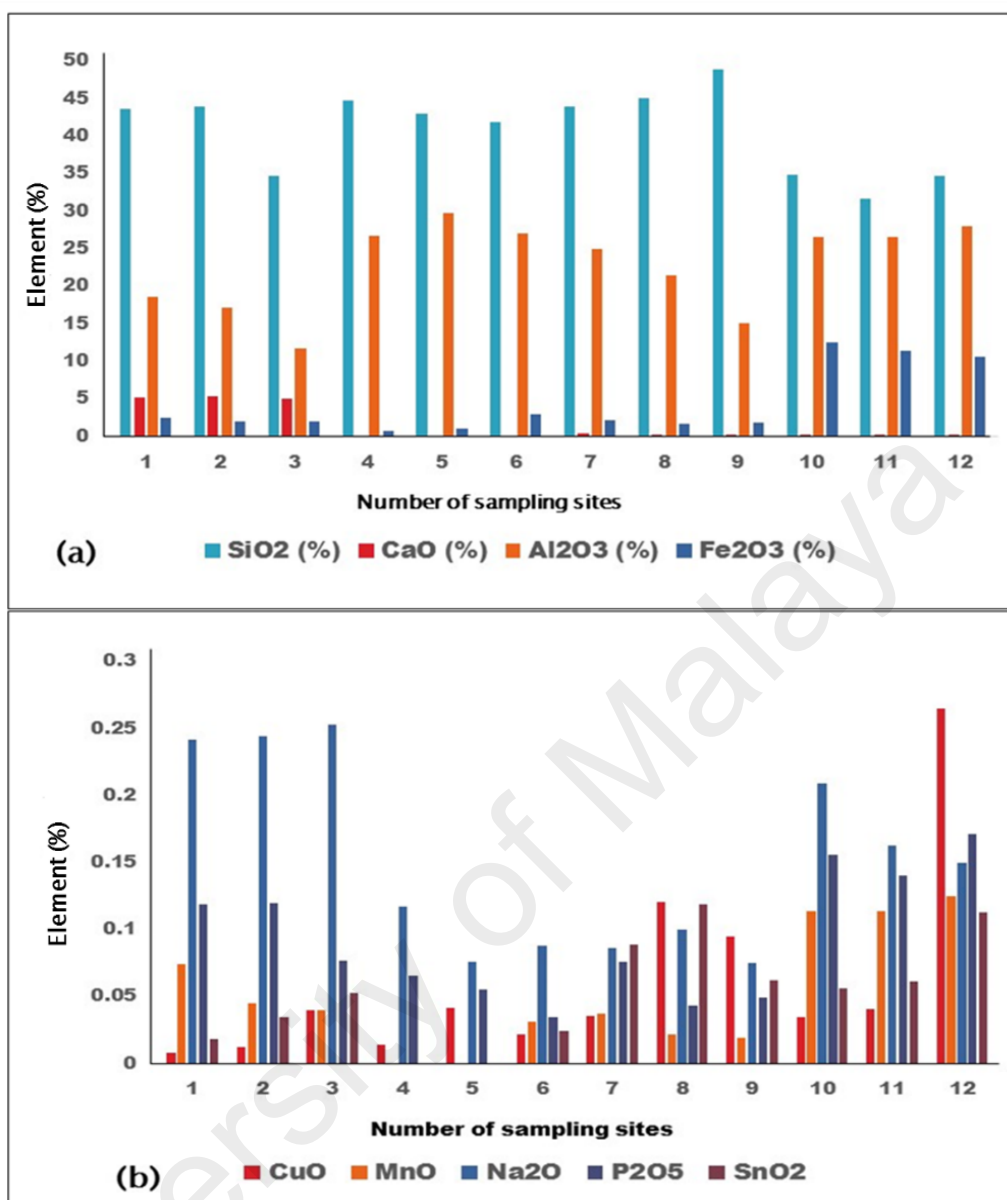 50
45
40
35
30
25
20
15
10
5
0
Element (%)
1 2 3 4 5 6 7 8 9 10 11 12
Number of sampling sites
(a) SiO2 (%) CaO (%) Al2O3 (%) Fe2O3 (%)
0.3
0.25
0.2
0.15
0.1
0.05
0
Element (%)
1 2 3 4 5 6 7 8 9 10 11 12
Number of sampling sites
(b) CuO MnO Na2O P2O5 SnO2
ersity of Malaya